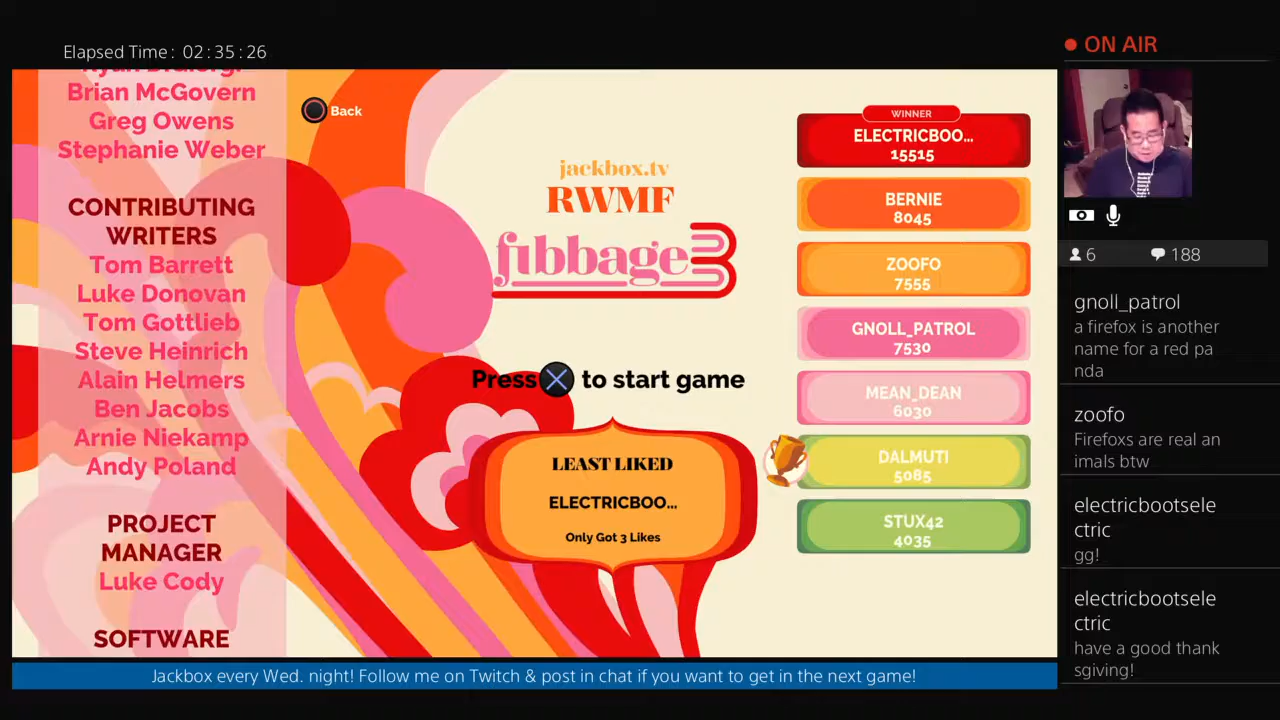 Elapsed Time: 02:35:26
ON AIR
Brian McGovern
Greg Owens
Stephanie Weber
CONTRIBUTING
WRITERS
Tom Barrett
Luke Donovan
Tom Gottlieb
Steve Heinrich
Alain Helmers
Ben Jacobs
Arnie Niekamp
Andy Poland
PROJECT
MANAGER
Luke Cody
SOFTWARE
Back
jackbox.tv
RWMF
fibbage 3
Press X to start game
LEAST LIKED
ELECTRICBOO...
Only Got 3 Likes
WINNER
ELECTRICBOO...
15515
BERNIE
8045
ZOOFO
7555
GNOLL_PATROL
7530
MEAN_DEAN
6030
DALMUTI
5085
STUX42
4035
6
188
gnoll_patrol
a firefox is another
name for a red pa
nda
zoofo
Firefoxs are real an
imals btw
electricbootsele
ctric
gg!
electricbootsele
ctric
have a good thank
sgiving!
Jackbox every Wed. night! Follow me on Twitch & post in chat if you want to get in the next game!